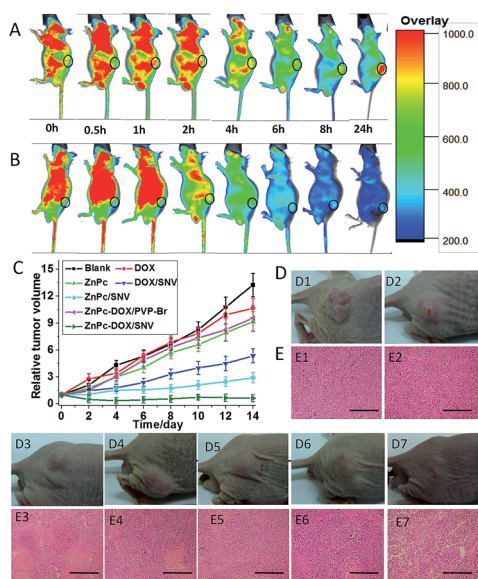 A
Overlay
1000.0
800.0
600.0
400.0
200.0
0h 0.5h 1h 2h 4h 6h 8h 24h
B
C
Relative tumor volume
15
12
9
6
3
0
Blank DOX
ZnPc DOX/SNV
ZnPc/SNV
ZnPc-DOX/PVP-Br
ZnPc-DOX/SNV
0 2 4 6 8 10 12 14
Time/day
D
D1 D2
E
E1 E2
D3 D4 D5 D6 D7
E3 E4 E5 E6 E7